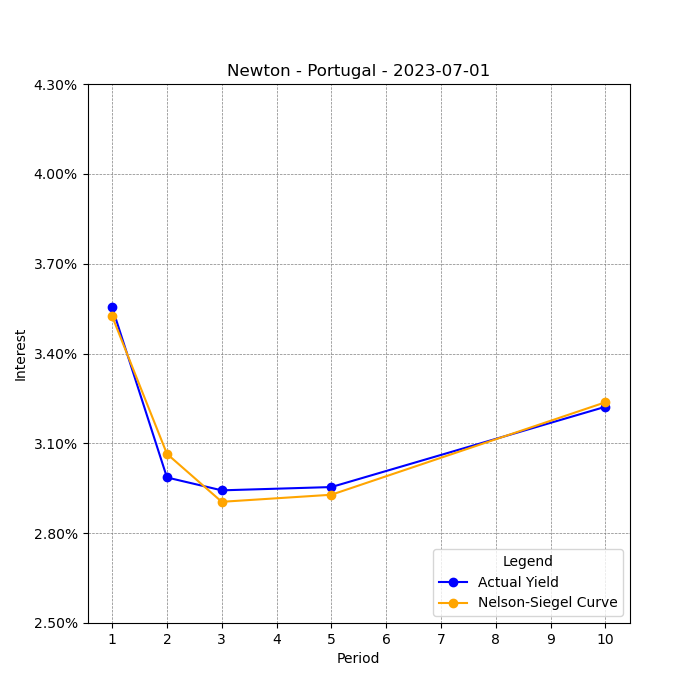 Newton - Portugal - 2023-07-01
4.30%
4.00%
3.70%
3.40%
3.10%
2.80%
2.50%
Interest
1 2 3 4 5 6 7 8 9 10
Period
Legend
Actual Yield
Nelson-Siegel Curve